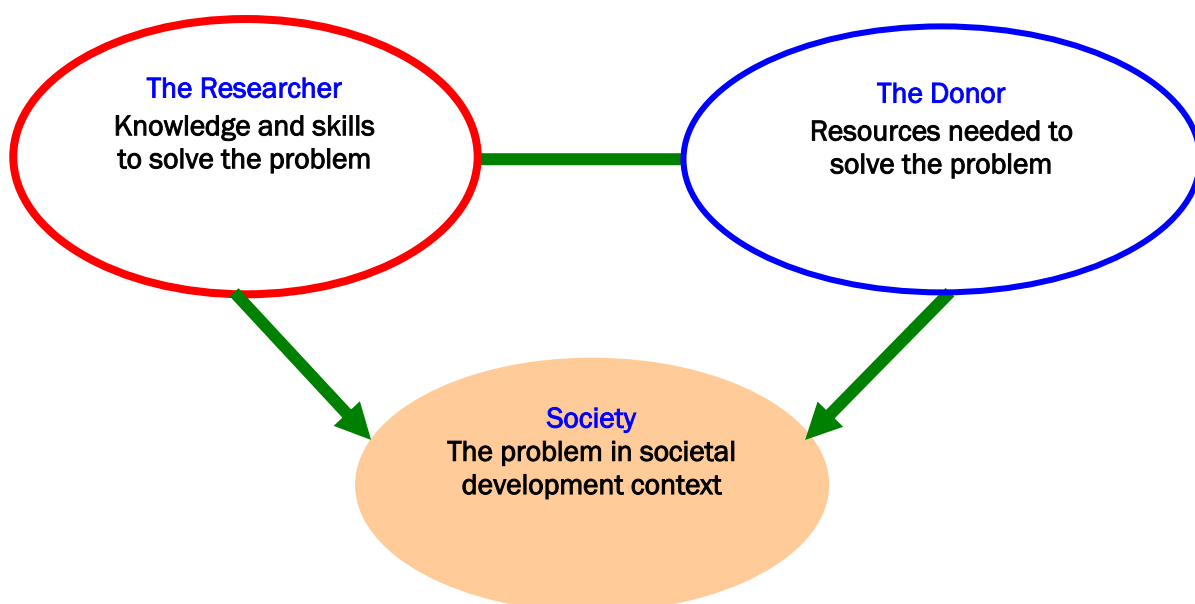 The Researcher
Knowledge and skills
to solve the problem
The Donor
Resources needed to
solve the problem
Society
The problem in societal
development context